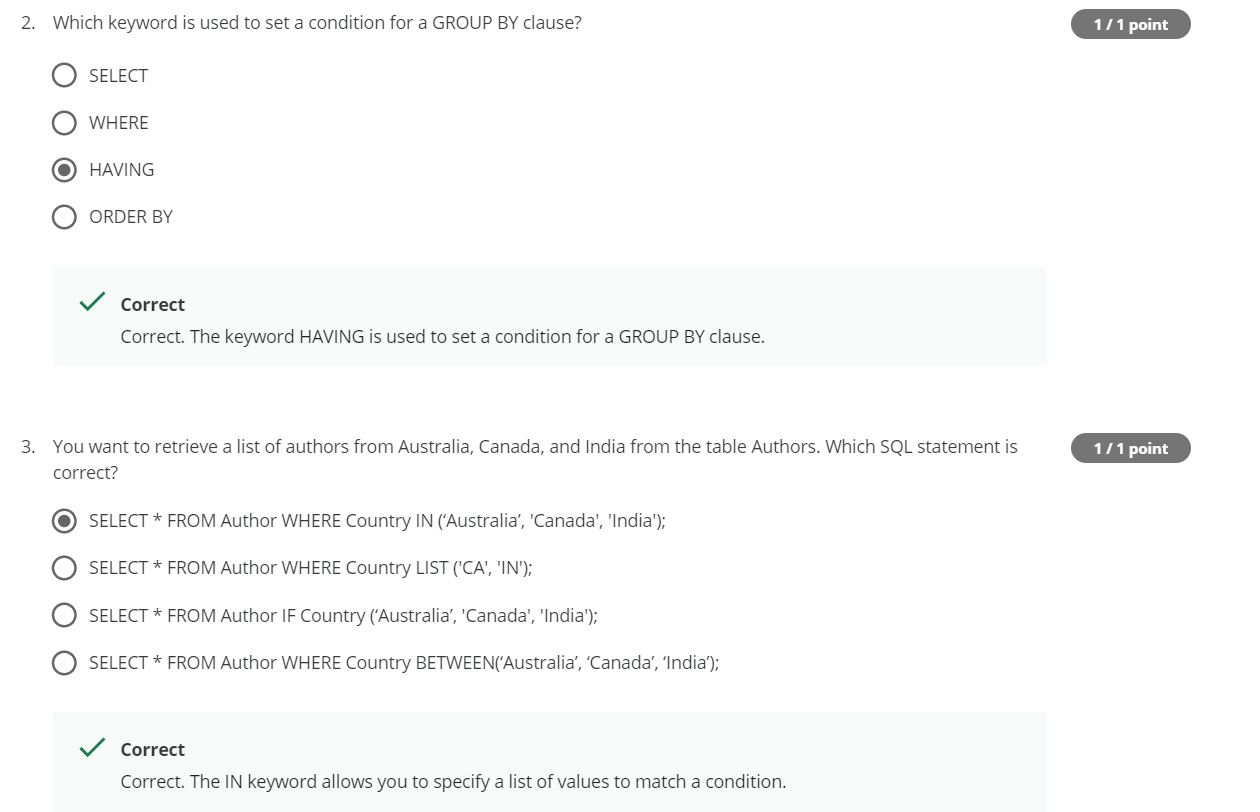 2. Which keyword is used to set a condition for a GROUP BY clause?
1 / 1 point
SELECT
WHERE
HAVING
ORDER BY
Correct
Correct. The keyword HAVING is used to set a condition for a GROUP BY clause.
3. You want to retrieve a list of authors from Australia, Canada, and India from the table Authors. Which SQL statement is
correct?
1 / 1 point
SELECT * FROM Author WHERE Country IN (‘Australia’, 'Canada', 'India');
SELECT * FROM Author WHERE Country LIST ('CA', 'IN');
SELECT * FROM Author IF Country (‘Australia’, 'Canada', 'India');
SELECT * FROM Author WHERE Country BETWEEN(‘Australia’, ‘Canada’, ‘India’);
Correct
Correct. The IN keyword allows you to specify a list of values to match a condition.